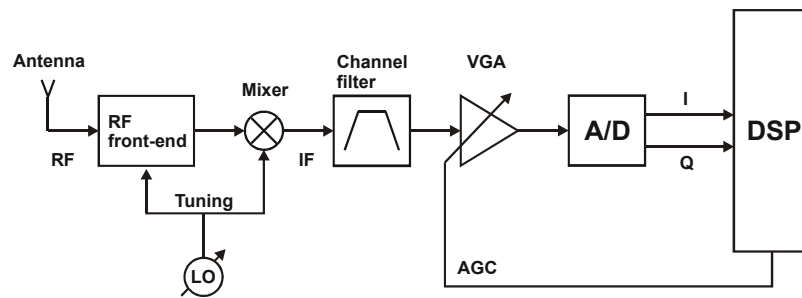 Antenna
RF
front-end
RF
Mixer
IF
Channel
filter
VGA
A/D
I
Q
DSP
Tuning
LO
AGC